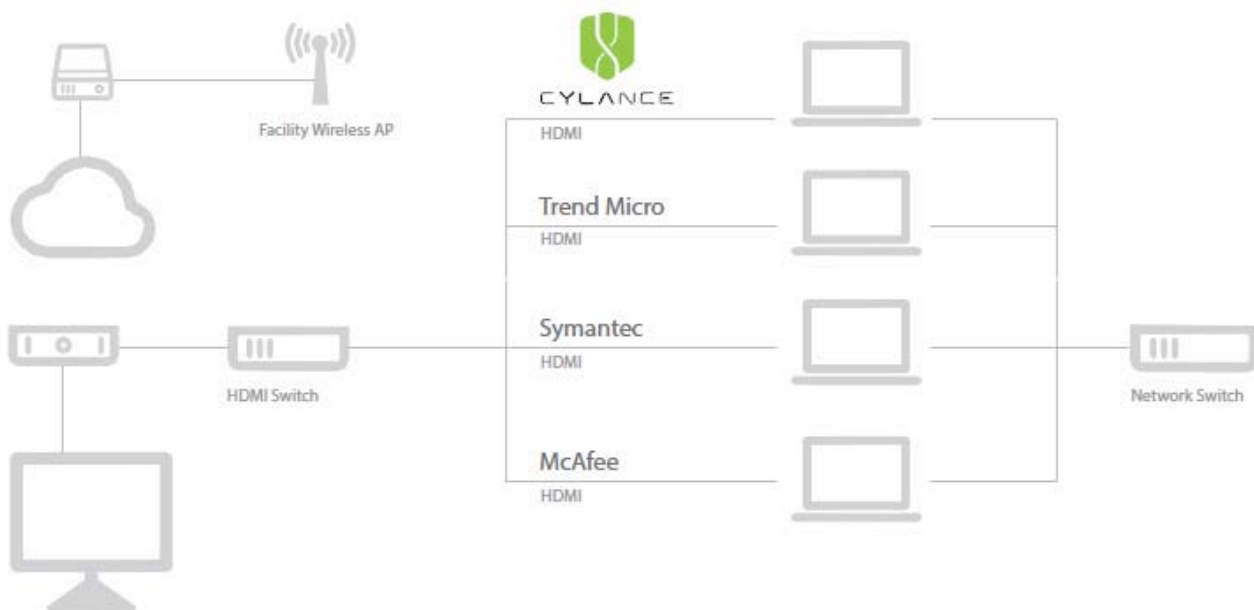 Facility Wireless AP
CYLANCE
HDMI
Trend Micro
HDMI
Symantec
HDMI
HDMI Switch
Network Switch
McAfee
HDMI